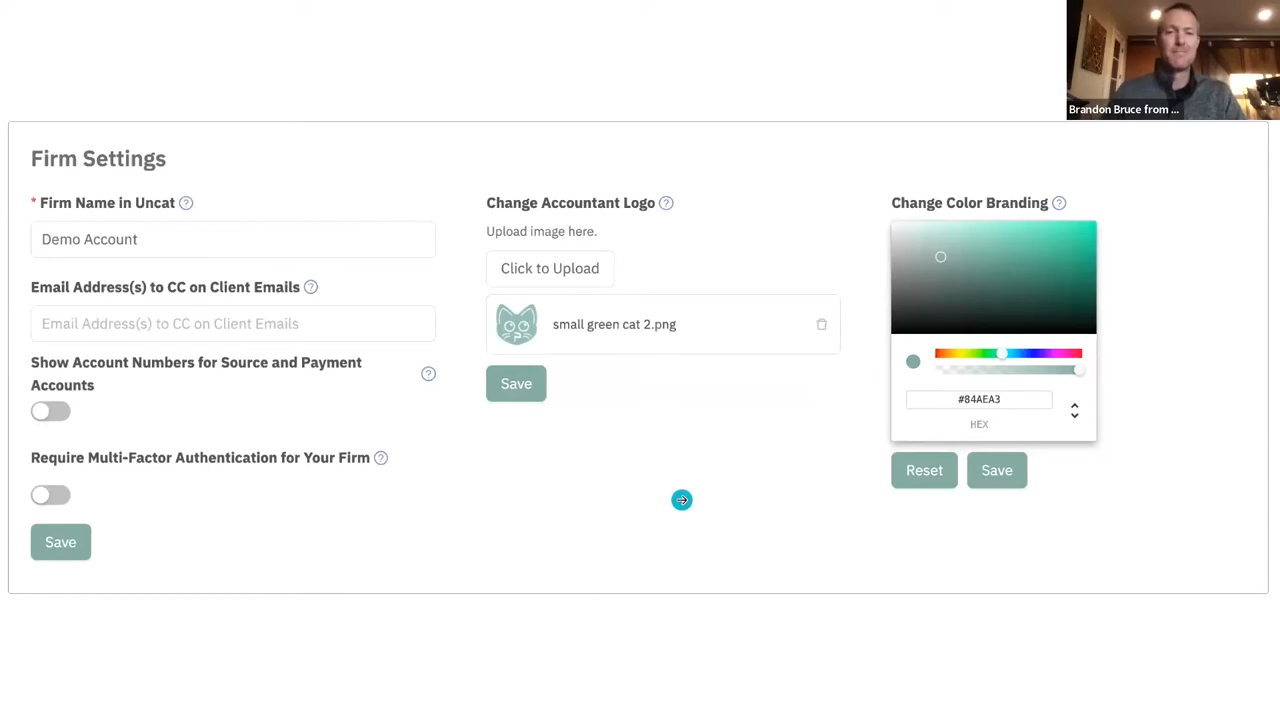 Brandon Bruce from ...
Firm Settings
* Firm Name in Uncat
Demo Account
Email Address(s) to CC on Client Emails
Email Address(s) to CC on Client Emails
Show Account Numbers for Source and Payment
Accounts
Require Multi-Factor Authentication for Your Firm
Save
Change Accountant Logo
Upload image here.
Click to Upload
small green cat 2.png
Save
Change Color Branding
#84AEA3
HEX
Reset
Save